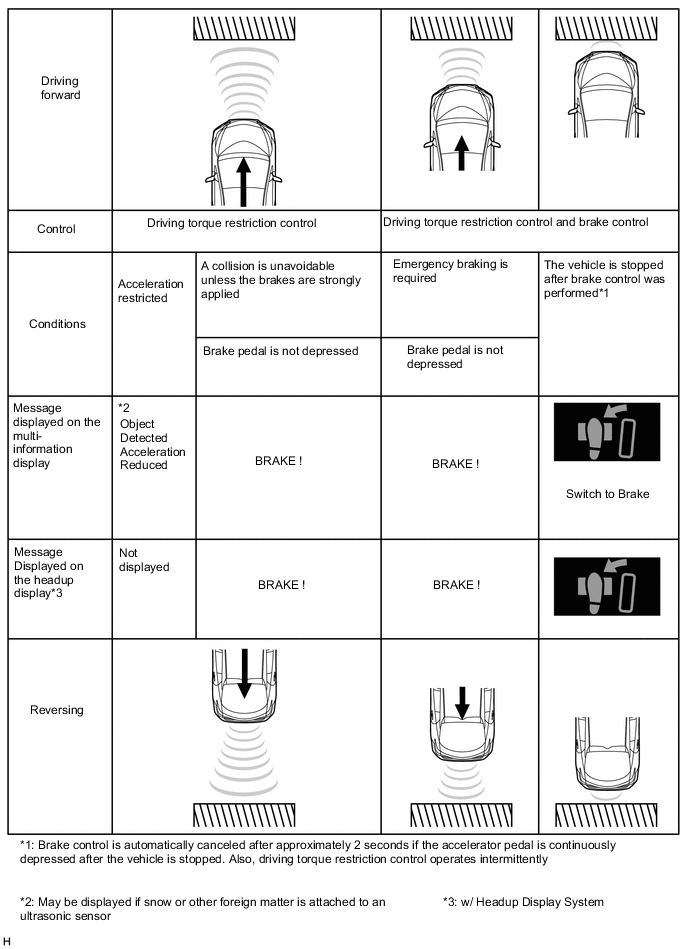 Driving
forward
Control
Driving torque restriction control
Driving torque restriction control and brake control
Conditions
Acceleration
restricted
A collision is unavoidable
unless the brakes are strongly
applied
Brake pedal is not depressed
Emergency braking is
required
Brake pedal is not
depressed
The vehicle is stopped
after brake control was
performed*1
Message
displayed on the
multi-
information
display
*2
Object
Detected
Acceleration
Reduced
BRAKE !
BRAKE !
Switch to Brake
Message
Displayed on
the headup
display*3
Not
displayed
BRAKE !
BRAKE !
Reversing
*1: Brake control is automatically canceled after approximately 2 seconds if the accelerator pedal is continuously
depressed after the vehicle is stopped. Also, driving torque restriction control operates intermittently
*2: May be displayed if snow or other foreign matter is attached to an
ultrasonic sensor
*3: w/ Headup Display System
H